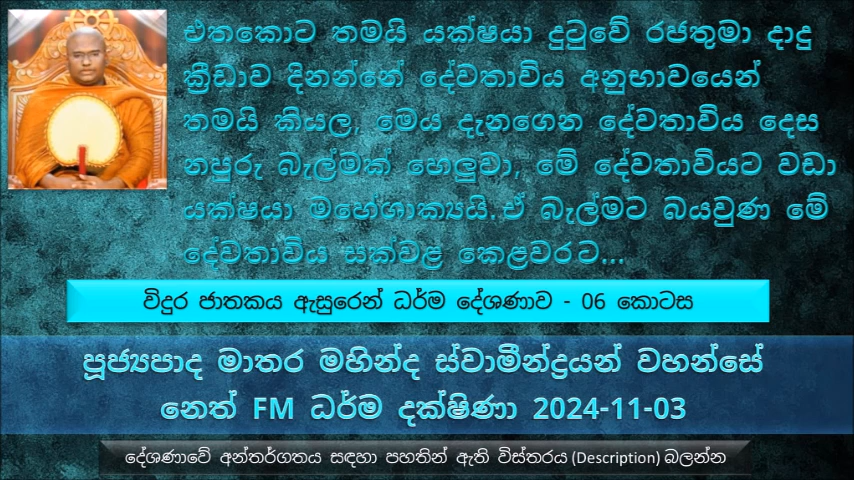 එතකොට තමයි යක්ෂයා දුටුවේ රජතුමා දාදු
ක්‍රීඩාව දිනන්නේ දේවතාවිය අනුභාවයෙන්
තමයි කියල, මෙය දැනගෙන දේවතාවිය දෙස
නපුරු බැල්මක් හෙලුවා, මේ දේවතාවියට වඩා
යක්ෂයා මහේශාක්‍යයි. ඒ බැල්මට බයවුණ මේ
දේවතාවිය සක්වළ කෙළවරට...
විදුර ජාතකය ඇසුරෙන් ධර්ම දේශණාව - 06 කොටස
පූජ්‍යපාද මාතර මහින්ද ස්වාමීන්ද්‍රයන් වහන්සේ
නෙත් FM ධර්ම දක්ෂිණා 2024-11-03
දේශණාවේ අන්තර්ගතය සඳහා පහතින් ඇති විස්තරය (Description) බලන්න